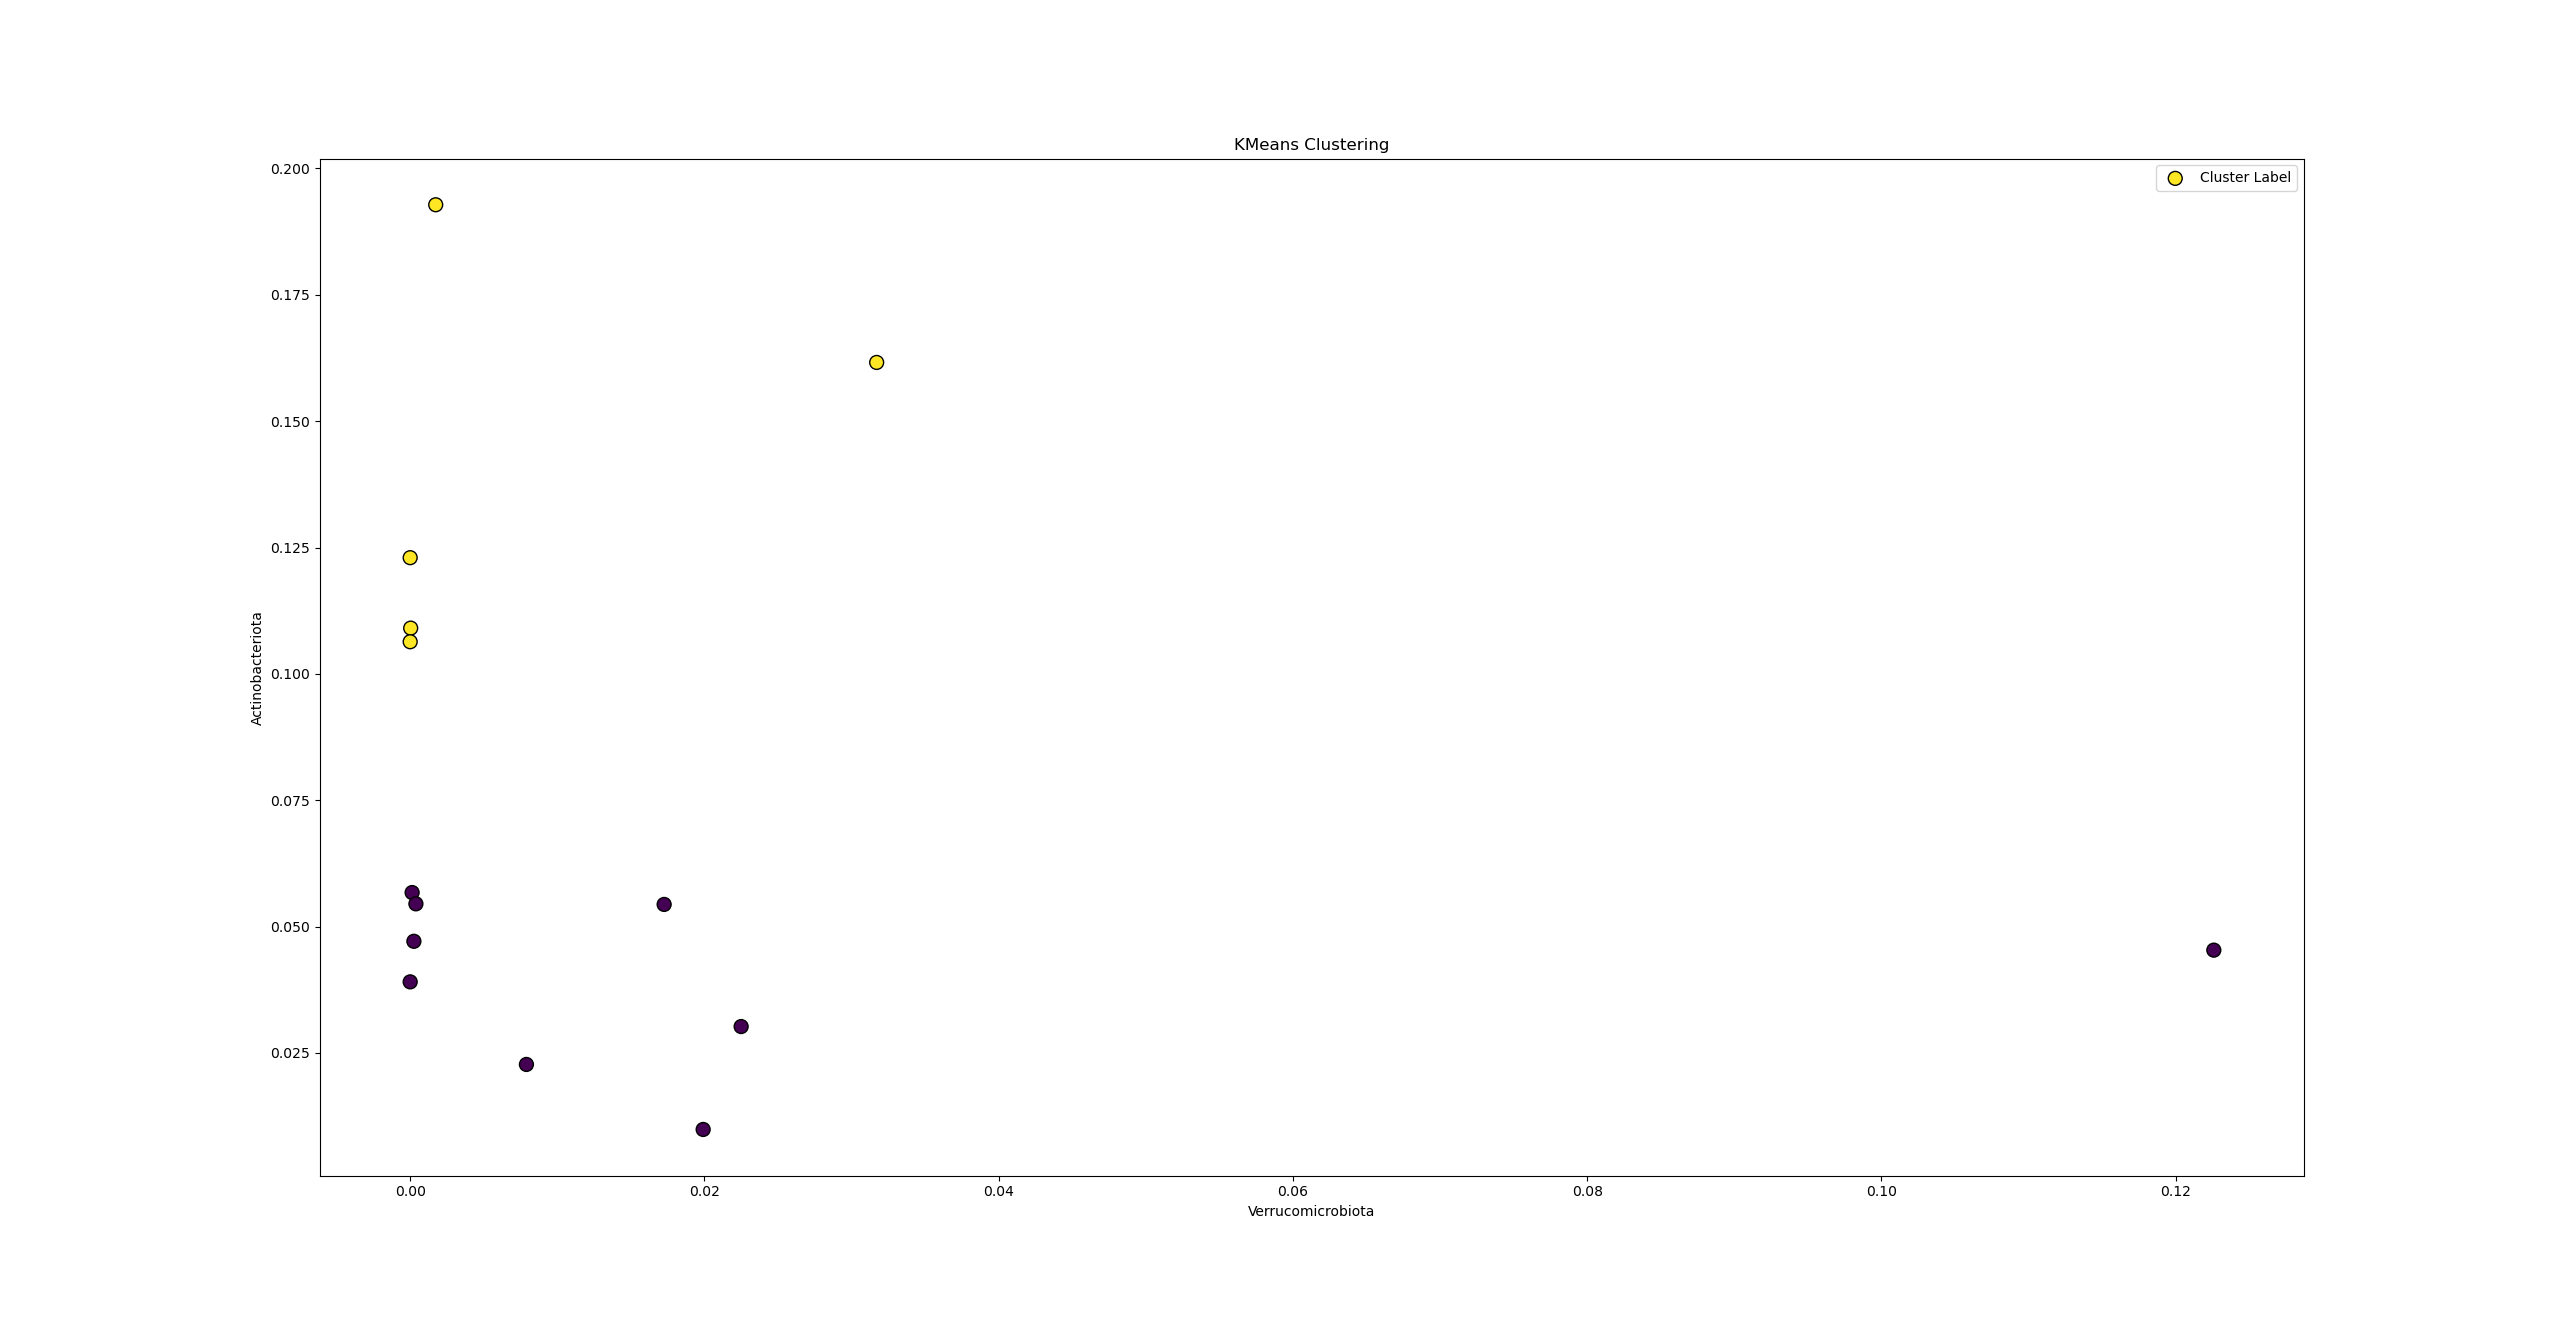 KMeans Clustering
Cluster Label
0.200
0.175
0.150
0.125
0.100
0.075
0.050
0.025
Actinobacteriota
0.00 0.02 0.04 0.06 0.08 0.10 0.12
Verrucomicrobiota